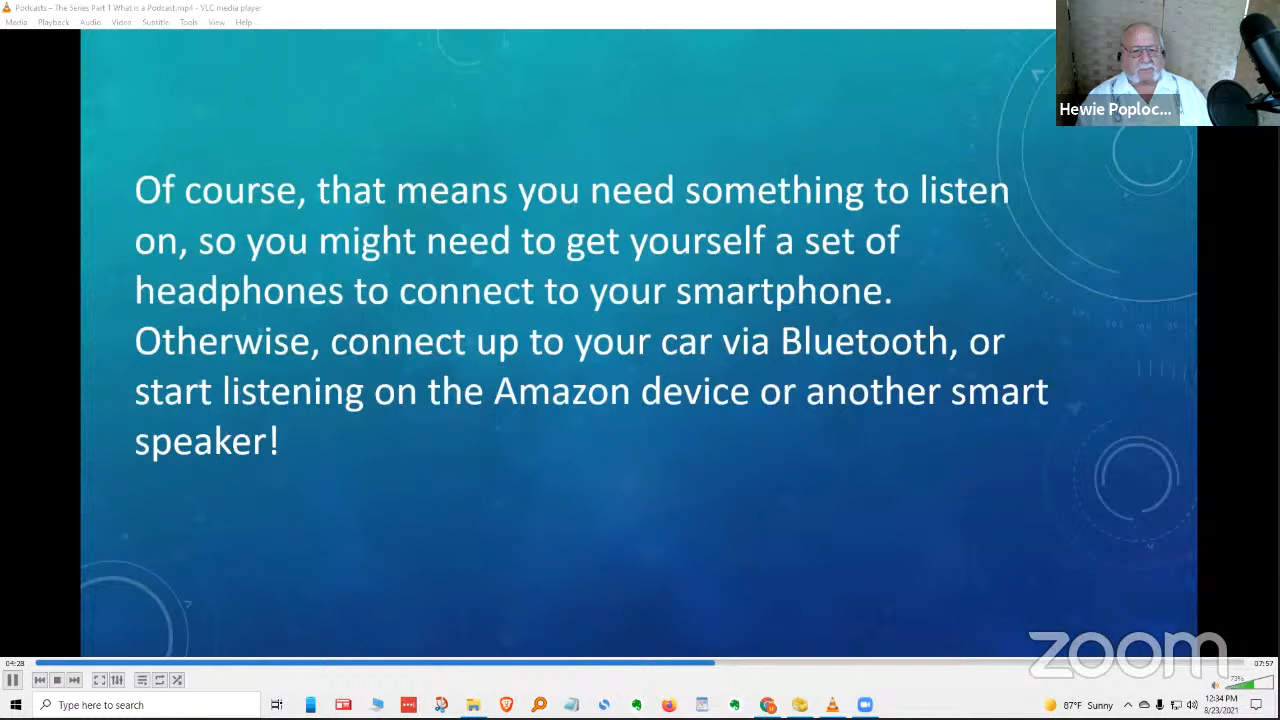 Podcasts – The Series Part 1 What is a Podcast.mp4 - VLC media player
Media Playback Audio Video Subtitle Tools View Help
Hewie Poploc...
Of course, that means you need something to listen
on, so you might need to get yourself a set of
headphones to connect to your smartphone.
Otherwise, connect up to your car via Bluetooth, or
start listening on the Amazon device or another smart
speaker!
zoom
04:28
07:57
73%
Type here to search
87°F Sunny
12:34 PM
8/23/2021